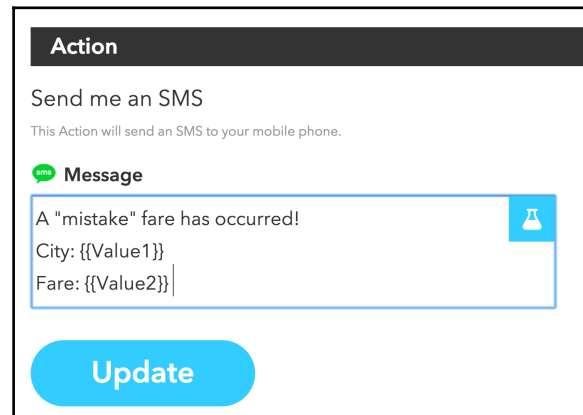 Action
Send me an SMS
This Action will send an SMS to your mobile phone.
sms Message
A "mistake" fare has occurred!
City: {{Value1}}
Fare: {{Value2}}
Update